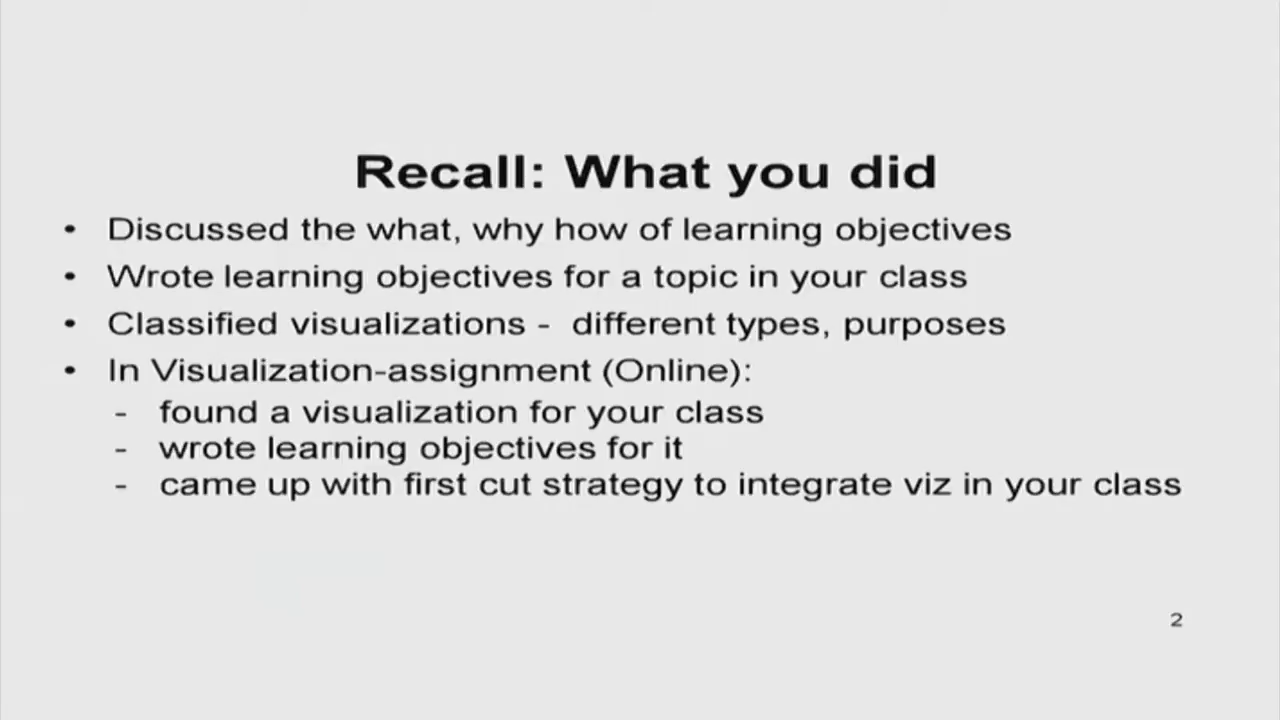 Recall: What you did
• Discussed the what, why how of learning objectives
• Wrote learning objectives for a topic in your class
• Classified visualizations - different types, purposes
• In Visualization-assignment (Online):
- found a visualization for your class
- wrote learning objectives for it
- came up with first cut strategy to integrate viz in your class
2